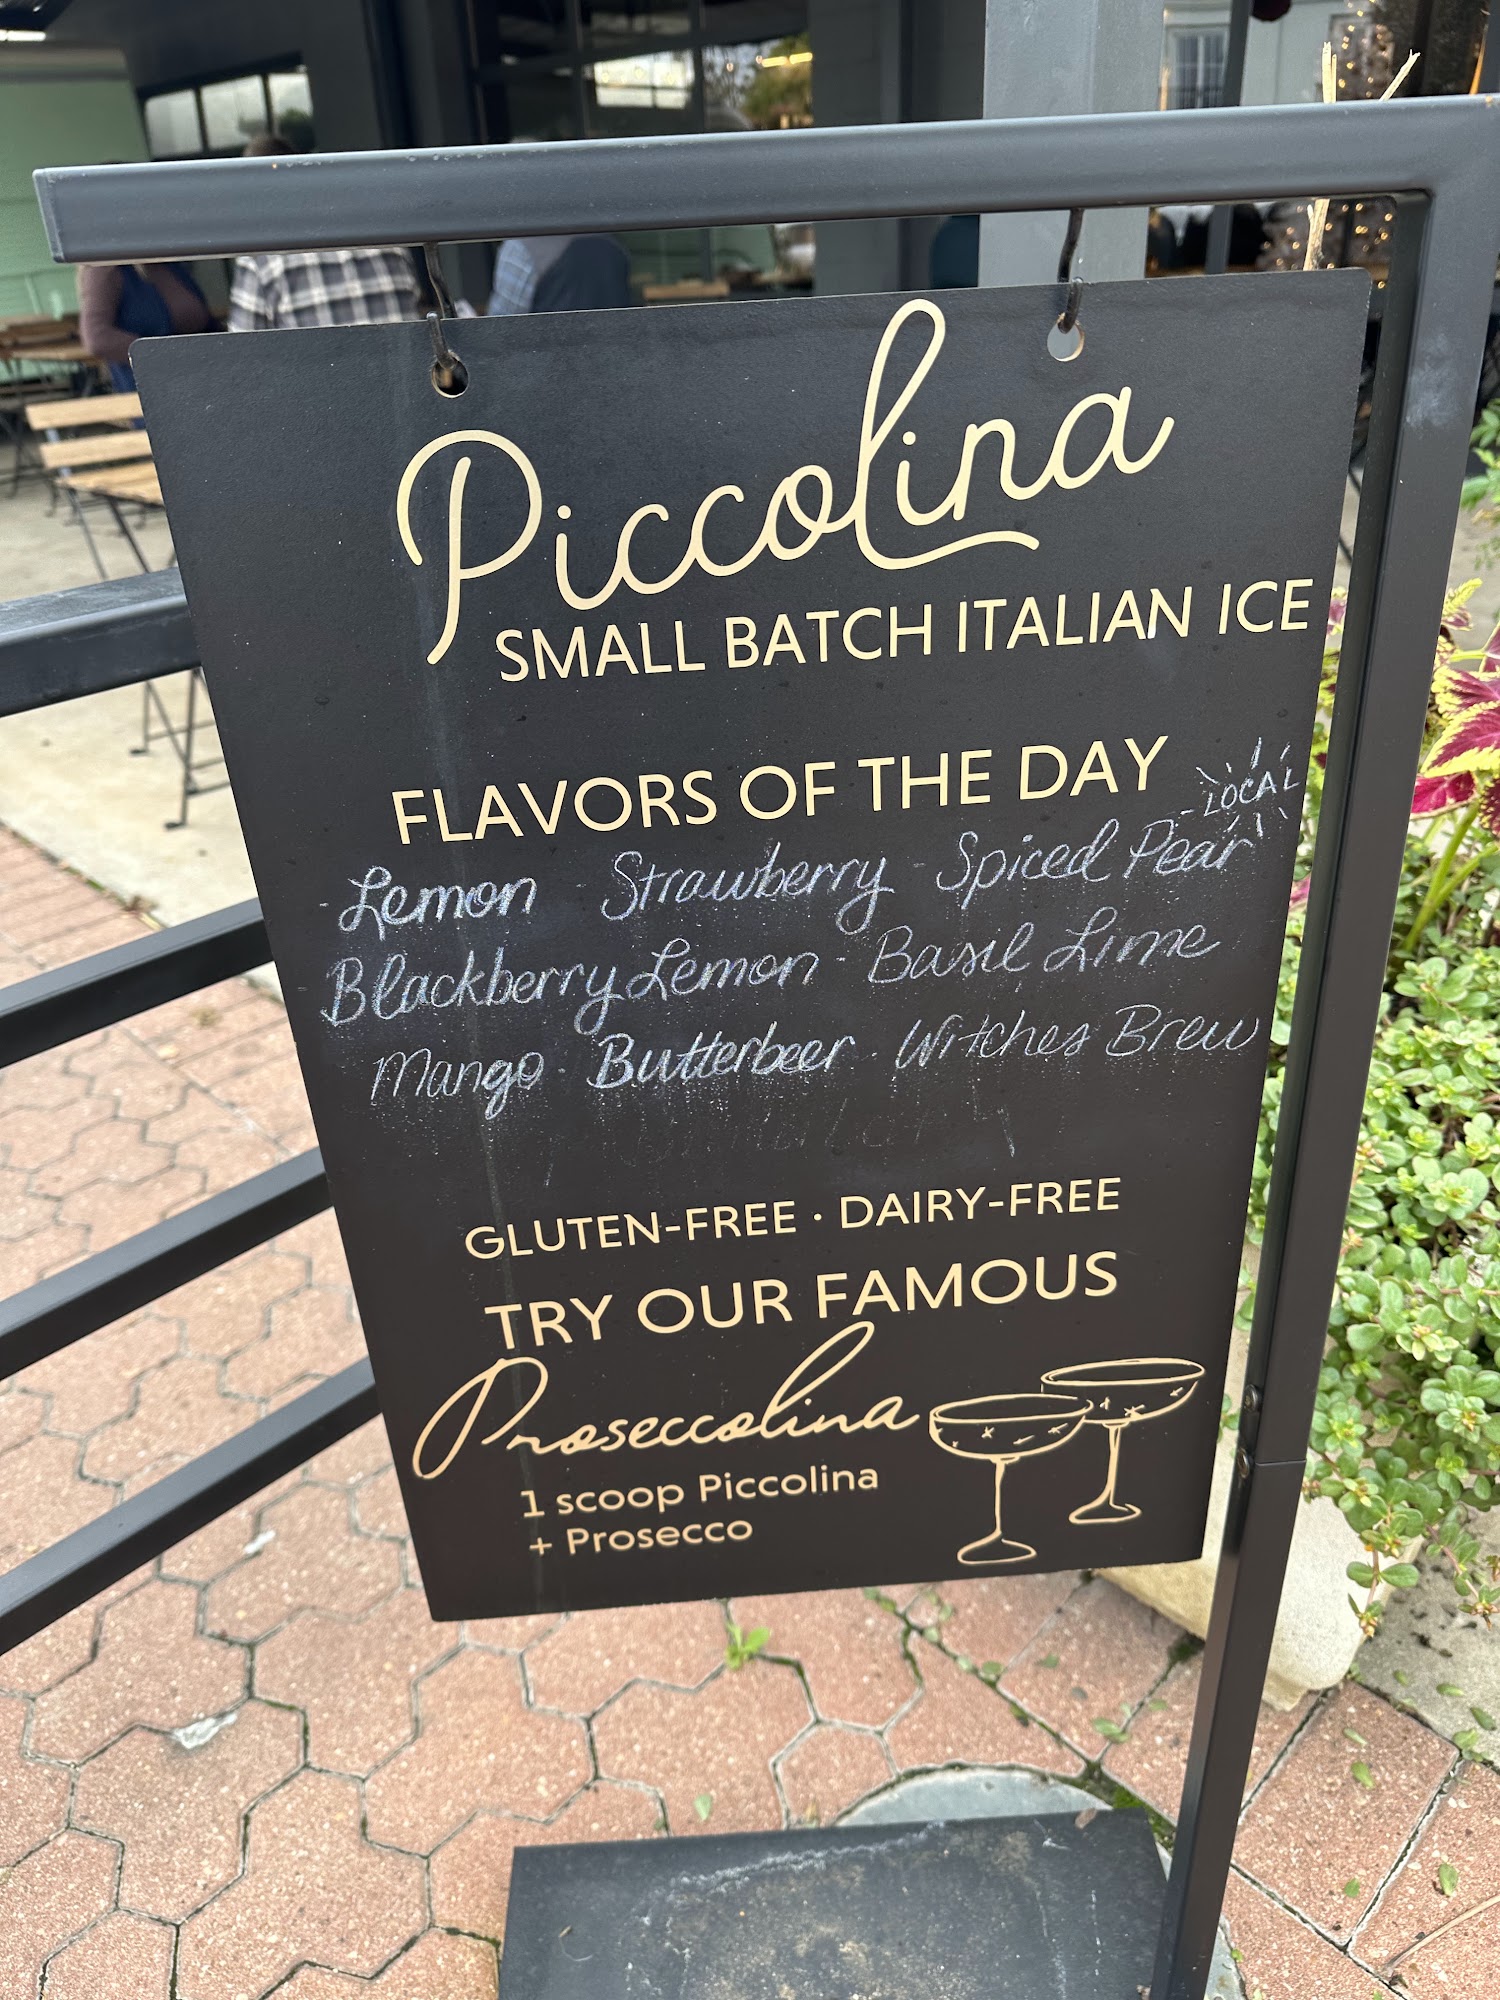 Piccolina
SMALL BATCH ITALIAN ICE
FLAVORS OF THE DAY
- LOCAL
- Lemon - Strawberry - Spiced Pear
Blackberry Lemon - Basil Lime
Mango - Butterbeer - Witches Brew
GLUTEN-FREE · DAIRY-FREE
TRY OUR FAMOUS
Proseccolina
1 scoop Piccolina
+ Prosecco